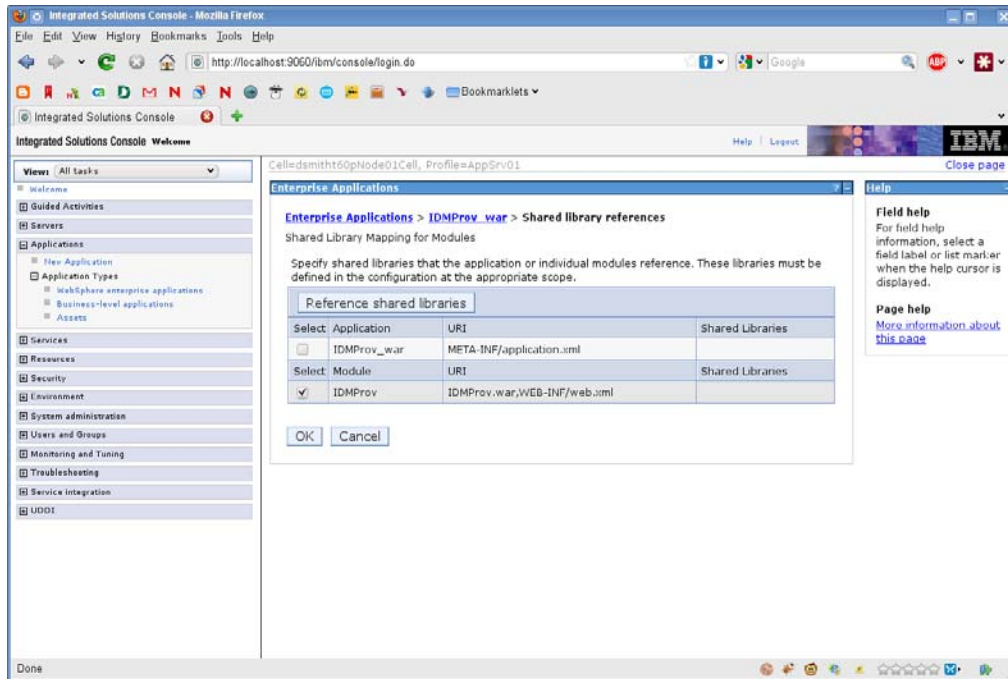 Integrated Solutions Console - Mozilla Firefox
File Edit View History Bookmarks Tools Help
http://localhost:9060/ibm/console/login.do
Google
ABP
Bookmarklets
Integrated Solutions Console
Integrated Solutions Console Welcome
Help | Logout
IBM.
View: All tasks
Welcome
Guided Activities
Servers
Applications
New Application
Application Types
WebSphere enterprise applications
Business-level applications
Assets
Services
Resources
Security
Environment
System administration
Users and Groups
Monitoring and Tuning
Troubleshooting
Service integration
UDDI
Cell=dsmitht60pNode01Cell, Profile=AppSrv01
Close page
Enterprise Applications
Enterprise Applications > IDMProv_war > Shared library references
Shared Library Mapping for Modules
Specify shared libraries that the application or individual modules reference. These libraries must be
defined in the configuration at the appropriate scope.
Reference shared libraries
Select Application URI Shared Libraries
IDMProv_war META-INF/application.xml
Select Module URI Shared Libraries
IDMProv IDMProv.war,WEB-INF/web.xml
OK Cancel
Help
Field help
For field help
information, select a
field label or list marker
when the help cursor is
displayed.
Page help
More information about
this page
Done